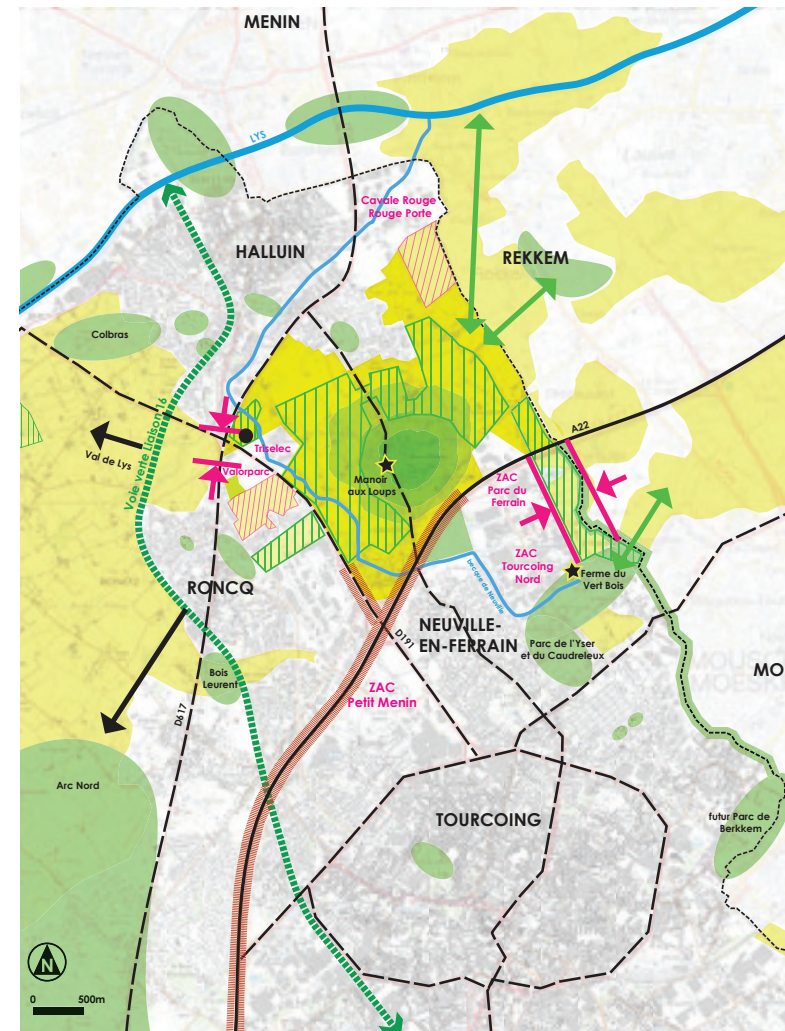 MENIN
LYS
Cavale Rouge
Rouge Porte
HALLUIN
REKKEM
Colbras
Voie verte Liaison 16
A22
Val de Lys
Triselec
Valorparc
Manoir
aux Loups
ZAC
Parc du
Ferrain
ZAC
Tourcoing
Nord
Ferme du
Vert Bois
becque de Neuville
RONCQ
NEUVILLE-
EN-FERRAIN
D191
Parc de l'Yser
et du Caudreleux
Bois
Leurent
MO
D617
ZAC
Petit Menin
Arc Nord
TOURCOING
futur Parc de
Berkkem
N
0 500m